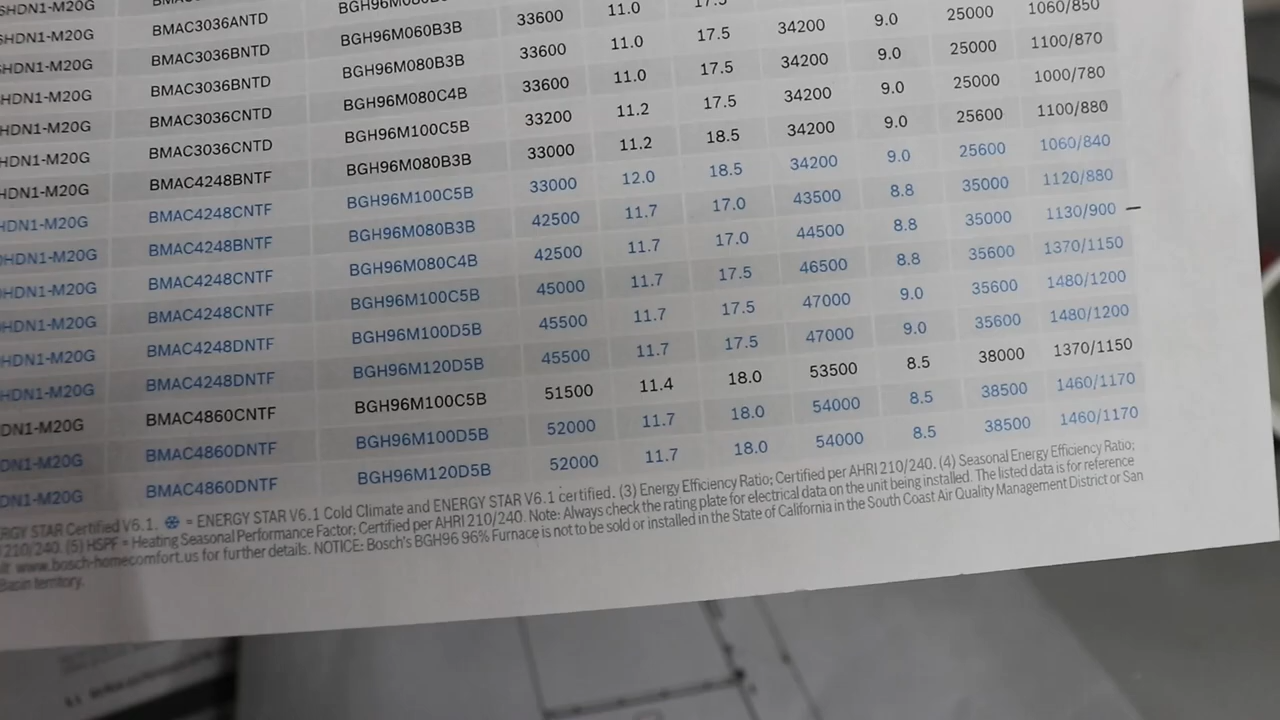 HDN1-M20G
HDN1-M20G BMAC3036ANTD
HDN1-M20G BMAC3036BNTD BGH96M060B3B 33600 11.0 17.5
HDN1-M20G BMAC3036BNTD BGH96M080B3B 33600 11.0 17.5 34200 9.0 25000 1060/850
HDN1-M20G BMAC3036CNTD BGH96M080C4B 33600 11.0 17.5 34200 9.0 25000 1100/870
HDN1-M20G BMAC3036CNTD BGH96M100C5B 33200 11.2 17.5 34200 9.0 25000 1000/780
HDN1-M20G BMAC4248BNTF BGH96M080B3B 33000 11.2 18.5 34200 9.0 25600 1100/880
HDN1-M20G BMAC4248CNTF BGH96M100C5B 33000 12.0 18.5 34200 9.0 25600 1060/840
HDN1-M20G BMAC4248BNTF BGH96M080B3B 42500 11.7 17.0 43500 8.8 35000 1120/880
HDN1-M20G BMAC4248CNTF BGH96M080C4B 42500 11.7 17.0 44500 8.8 35000 1130/900
HDN1-M20G BMAC4248CNTF BGH96M100C5B 45000 11.7 17.5 46500 8.8 35600 1370/1150
HDN1-M20G BMAC4248DNTF BGH96M100D5B 45500 11.7 17.5 47000 9.0 35600 1480/1200
HDN1-M20G BMAC4248DNTF BGH96M120D5B 45500 11.7 17.5 47000 9.0 35600 1480/1200
DN1-M20G BMAC4860CNTF BGH96M100C5B 51500 11.4 18.0 53500 8.5 38000 1370/1150
DN1-M20G BMAC4860DNTF BGH96M100D5B 52000 11.7 18.0 54000 8.5 38500 1460/1170
DN1-M20G BMAC4860DNTF BGH96M120D5B 52000 11.7 18.0 54000 8.5 38500 1460/1170
RGY STAR Certified V6.1. = ENERGY STAR V6.1 Cold Climate and ENERGY STAR V6.1 certified. (3) Energy Efficiency Ratio; Certified per AHRI 210/240. (4) Seasonal Energy Efficiency Ratio;
210/240. (5) HSPF = Heating Seasonal Performance Factor; Certified per AHRI 210/240. Note: Always check the rating plate for electrical data on the unit being installed. The listed data is for reference
www.bosch-homecomfort.us for further details. NOTICE: Bosch's BGH96 96% Furnace is not to be sold or installed in the State of California in the South Coast Air Quality Management District or San
Basin territory.